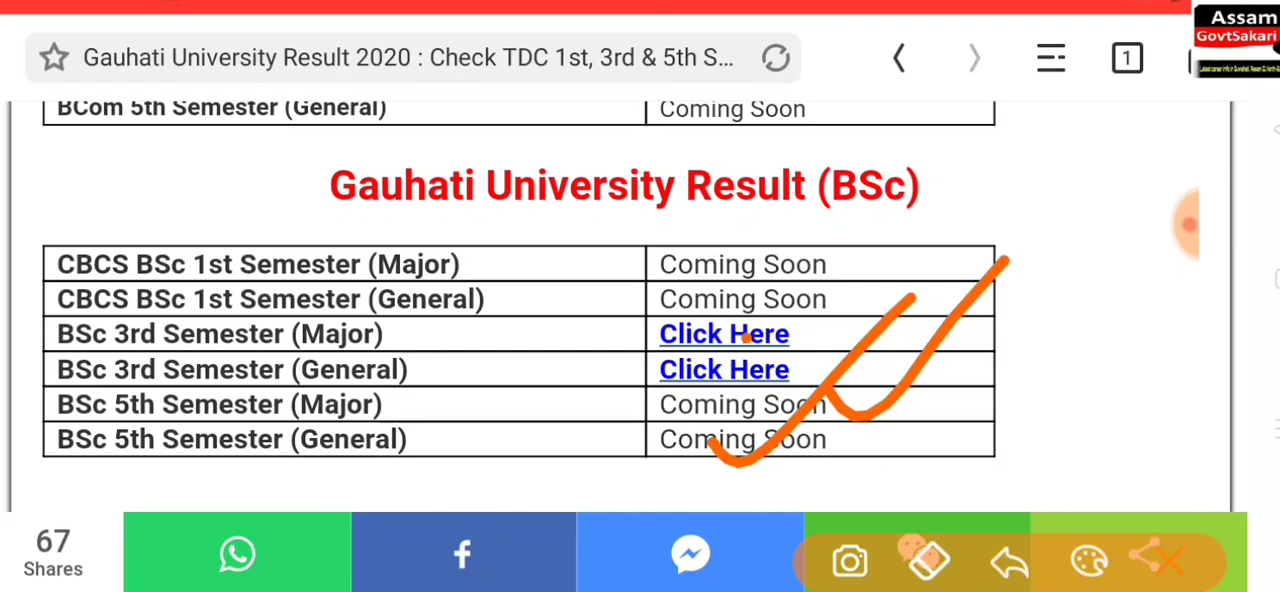 Assam
GovtSakari
Gauhati University Result 2020 : Check TDC 1st, 3rd & 5th S...
1
BCom 5th Semester (General) Coming Soon
Gauhati University Result (BSc)
CBCS BSc 1st Semester (Major) Coming Soon
CBCS BSc 1st Semester (General) Coming Soon
BSc 3rd Semester (Major) Click Here
BSc 3rd Semester (General) Click Here
BSc 5th Semester (Major) Coming Soon
BSc 5th Semester (General) Coming Soon
67
Shares